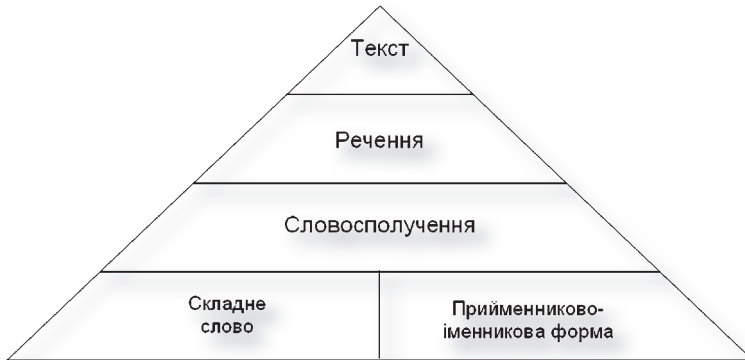 Текст
Речення
Словосполучення
Складне
слово
Прийменниково-
іменникова форма